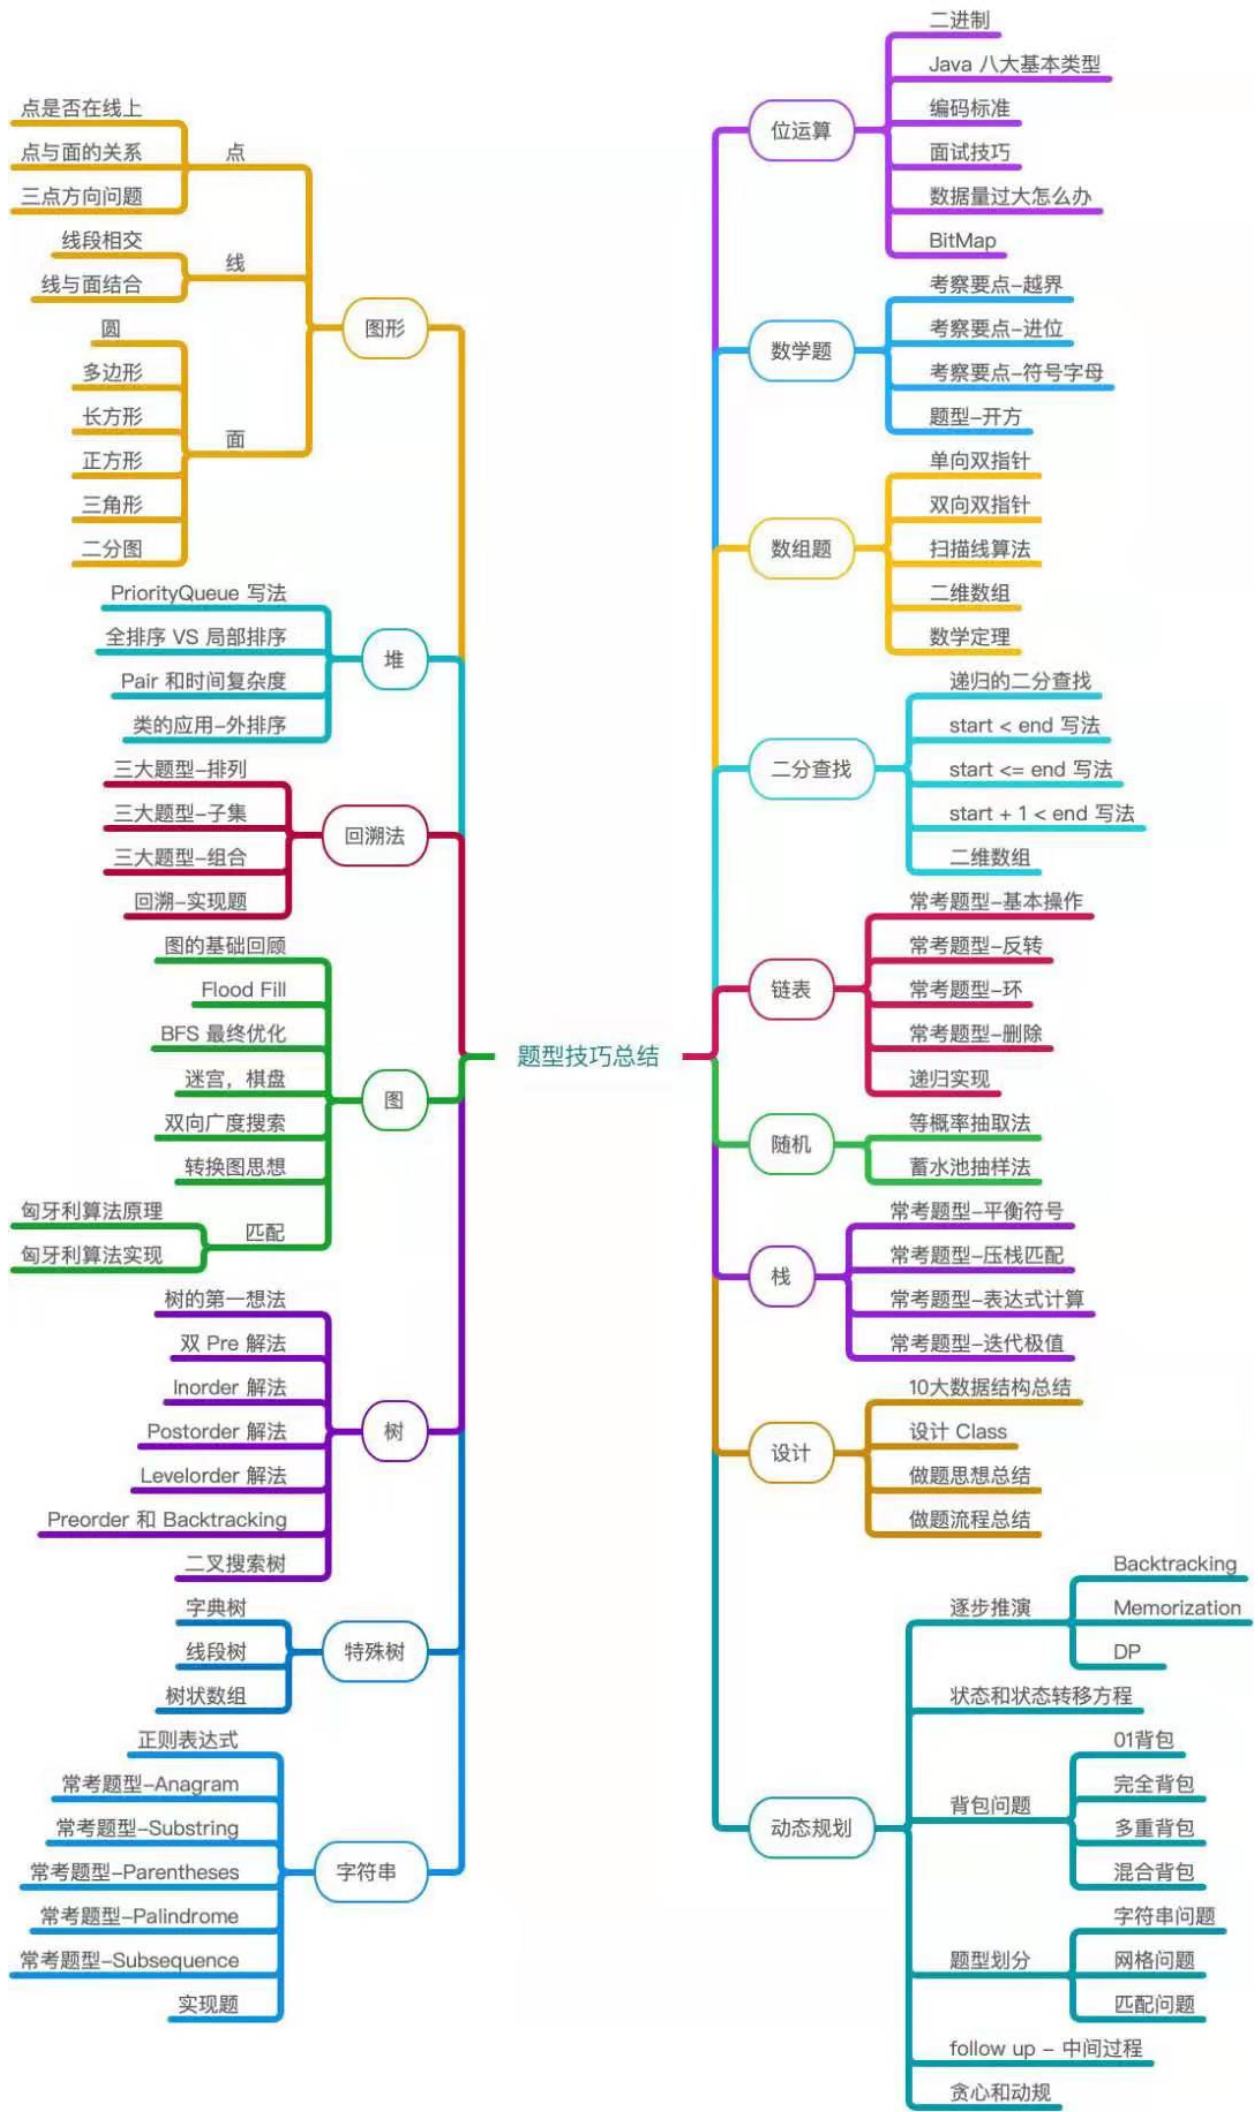 题型技巧总结
位运算
二进制
Java 八大基本类型
编码标准
面试技巧
数据量过大怎么办
BitMap
数学题
考察要点-越界
考察要点-进位
考察要点-符号字母
题型-开方
数组题
单向双指针
双向双指针
扫描线算法
二维数组
数学定理
二分查找
递归的二分查找
start < end 写法
start <= end 写法
start + 1 < end 写法
二维数组
链表
常考题型-基本操作
常考题型-反转
常考题型-环
常考题型-删除
递归实现
随机
等概率抽取法
蓄水池抽样法
栈
常考题型-平衡符号
常考题型-压栈匹配
常考题型-表达式计算
常考题型-迭代极值
设计
10大数据结构总结
设计 Class
做题思想总结
做题流程总结
动态规划
逐步推演
Backtracking
Memorization
DP
状态和状态转移方程
背包问题
01背包
完全背包
多重背包
混合背包
题型划分
字符串问题
网格问题
匹配问题
follow up - 中间过程
贪心和动规
图形
点
点是否在线上
点与面的关系
三点方向问题
线
线段相交
线与面结合
面
圆
多边形
长方形
正方形
三角形
二分图
堆
PriorityQueue 写法
全排序 VS 局部排序
Pair 和时间复杂度
类的应用-外排序
回溯法
三大题型-排列
三大题型-子集
三大题型-组合
回溯-实现题
图
图的基础回顾
Flood Fill
BFS 最终优化
迷宫，棋盘
双向广度搜索
转换图思想
匹配
匈牙利算法原理
匈牙利算法实现
树
树的第一想法
双 Pre 解法
Inorder 解法
Postorder 解法
Levelorder 解法
Preorder 和 Backtracking
二叉搜索树
特殊树
字典树
线段树
树状数组
字符串
正则表达式
常考题型-Anagram
常考题型-Substring
常考题型-Parentheses
常考题型-Palindrome
常考题型-Subsequence
实现题